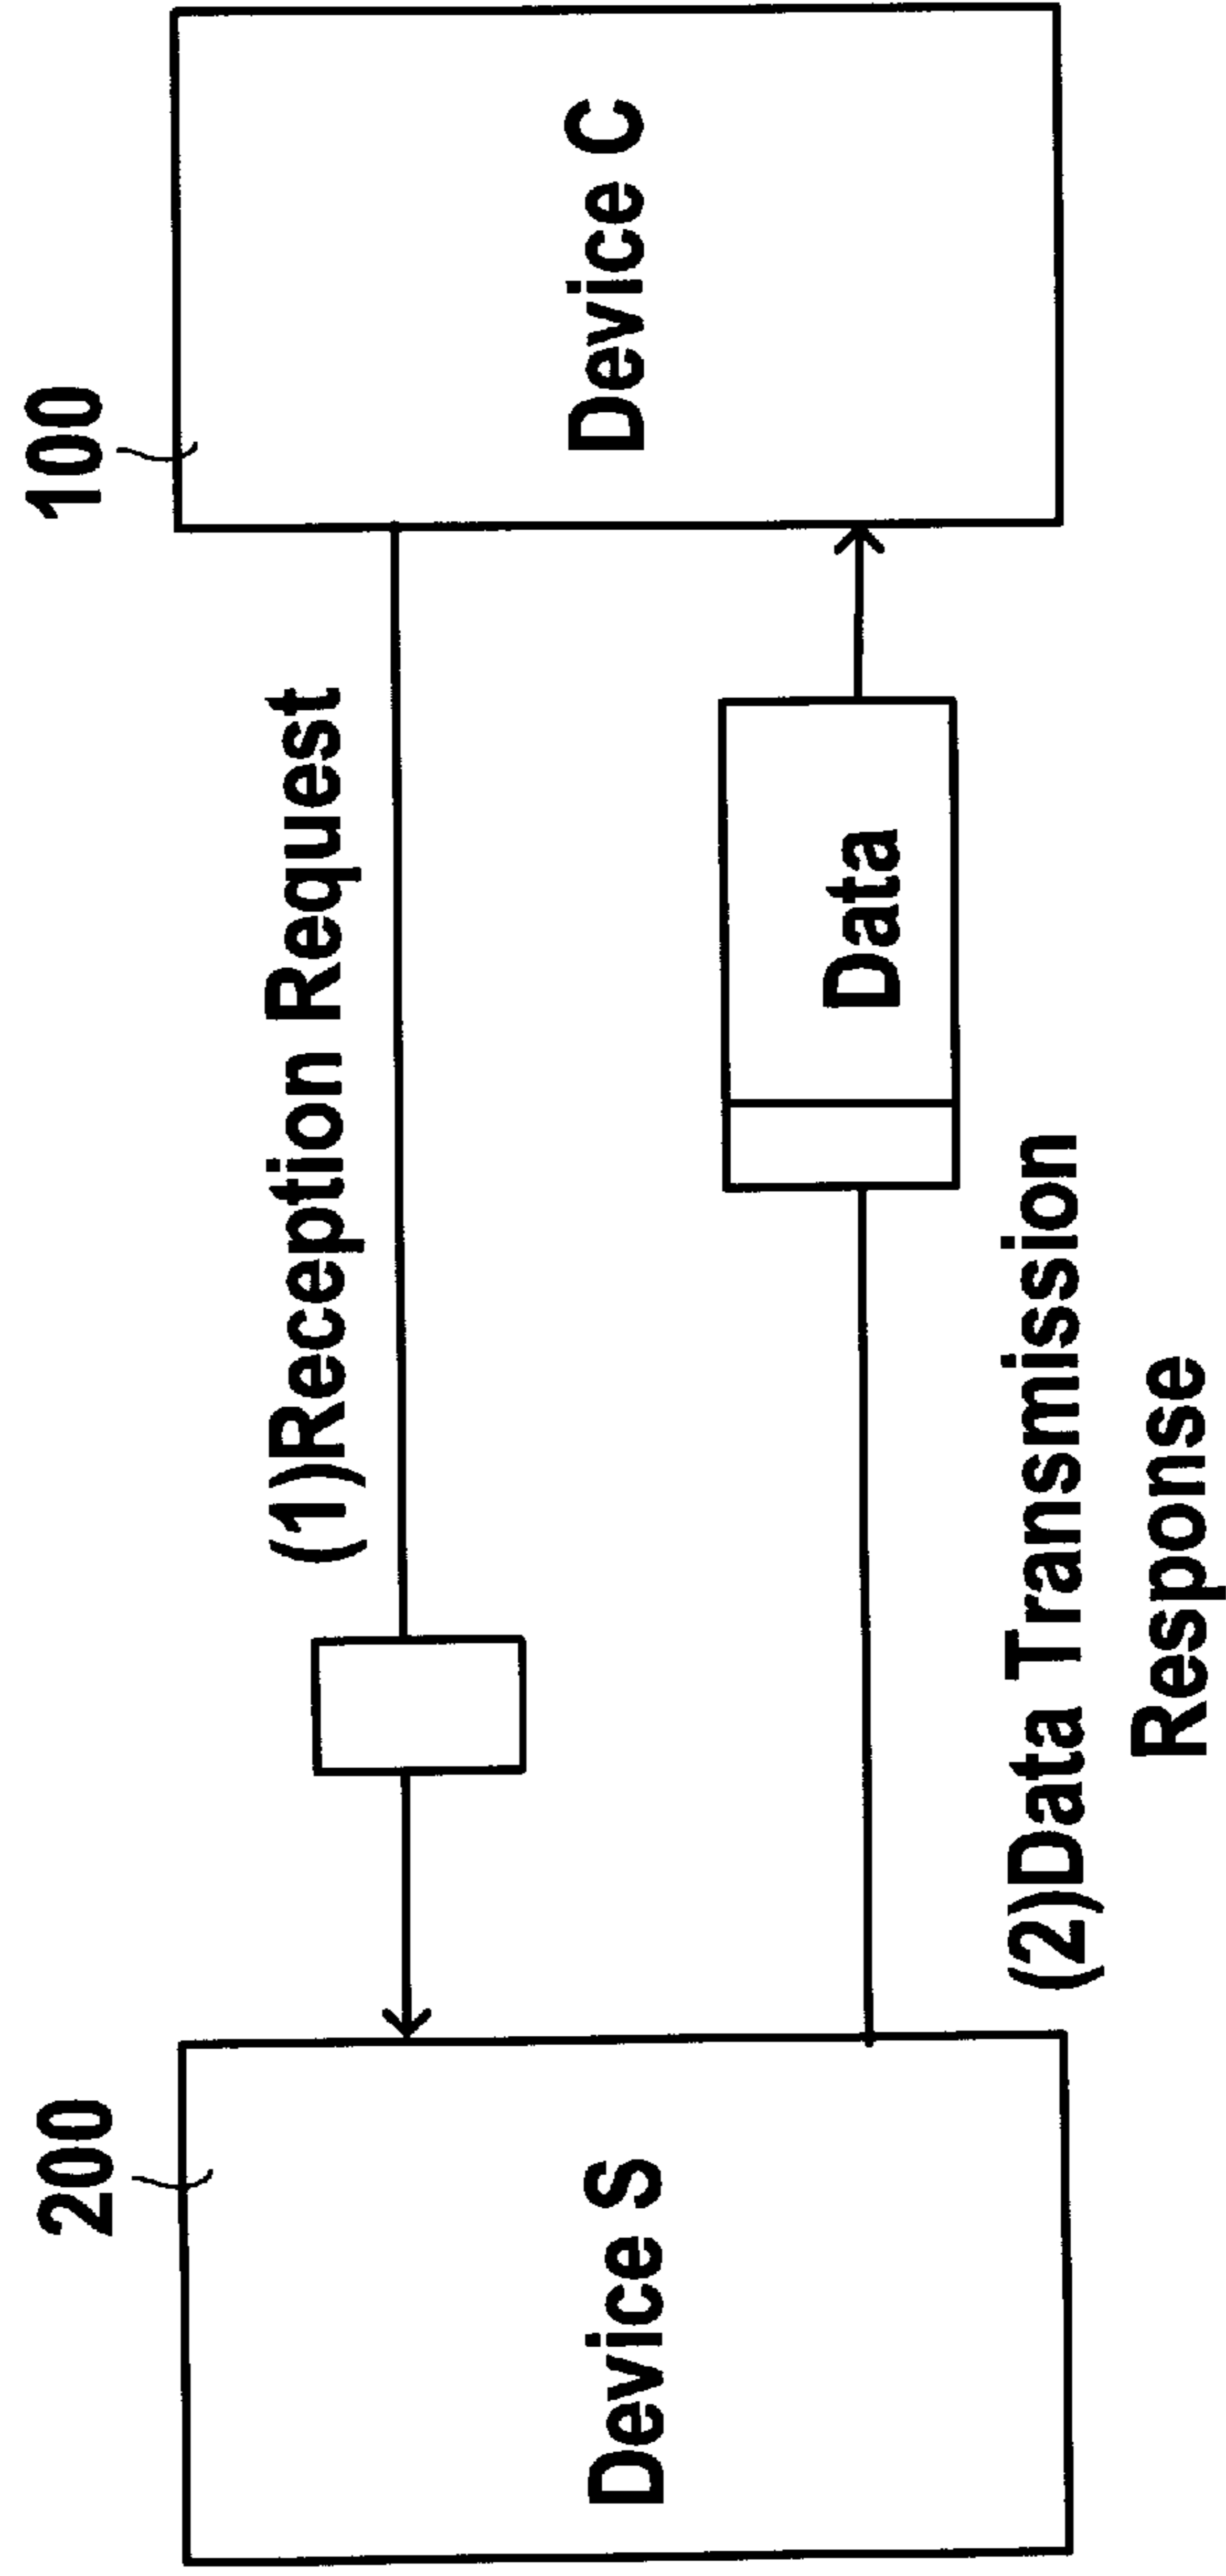 200
100
(1)Reception Request
Device S
Device C
Data
(2)Data Transmission
Response